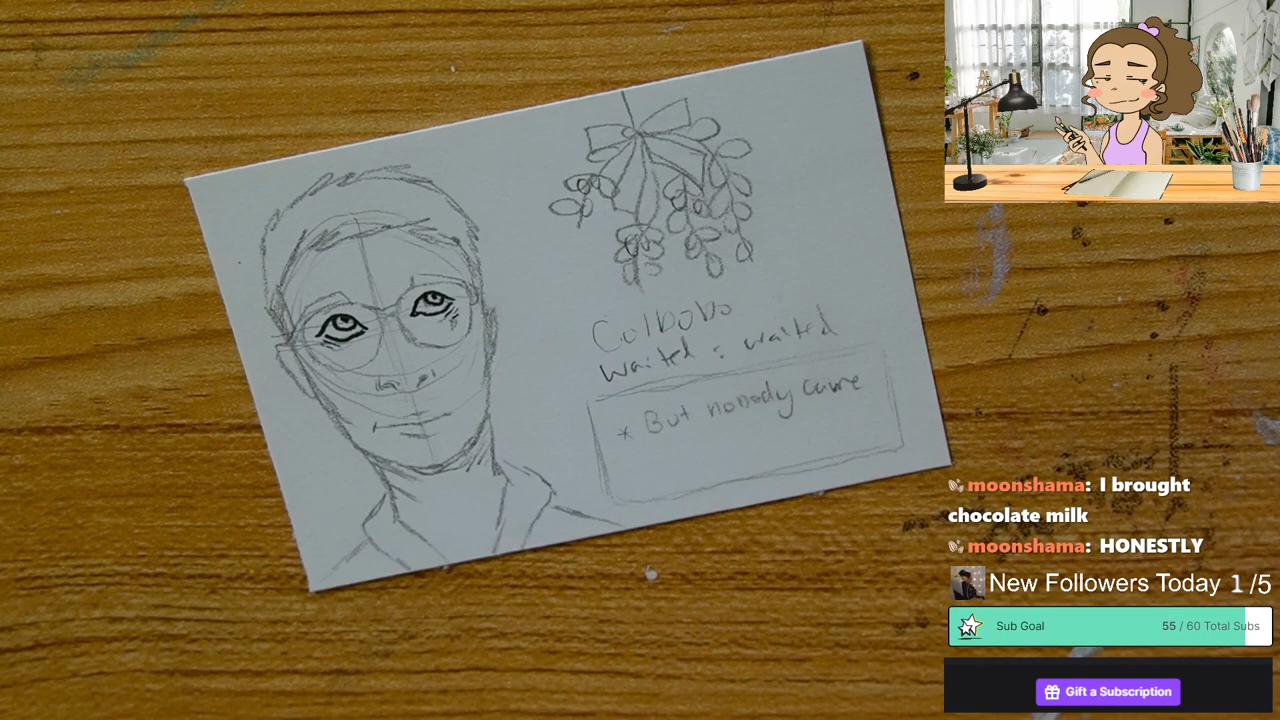 Colbobo
waited : waited
* But nobody came
moonshama: I brought
chocolate milk
moonshama: HONESTLY
New Followers Today 1 /5
Sub Goal 55 / 60 Total Subs
Gift a Subscription